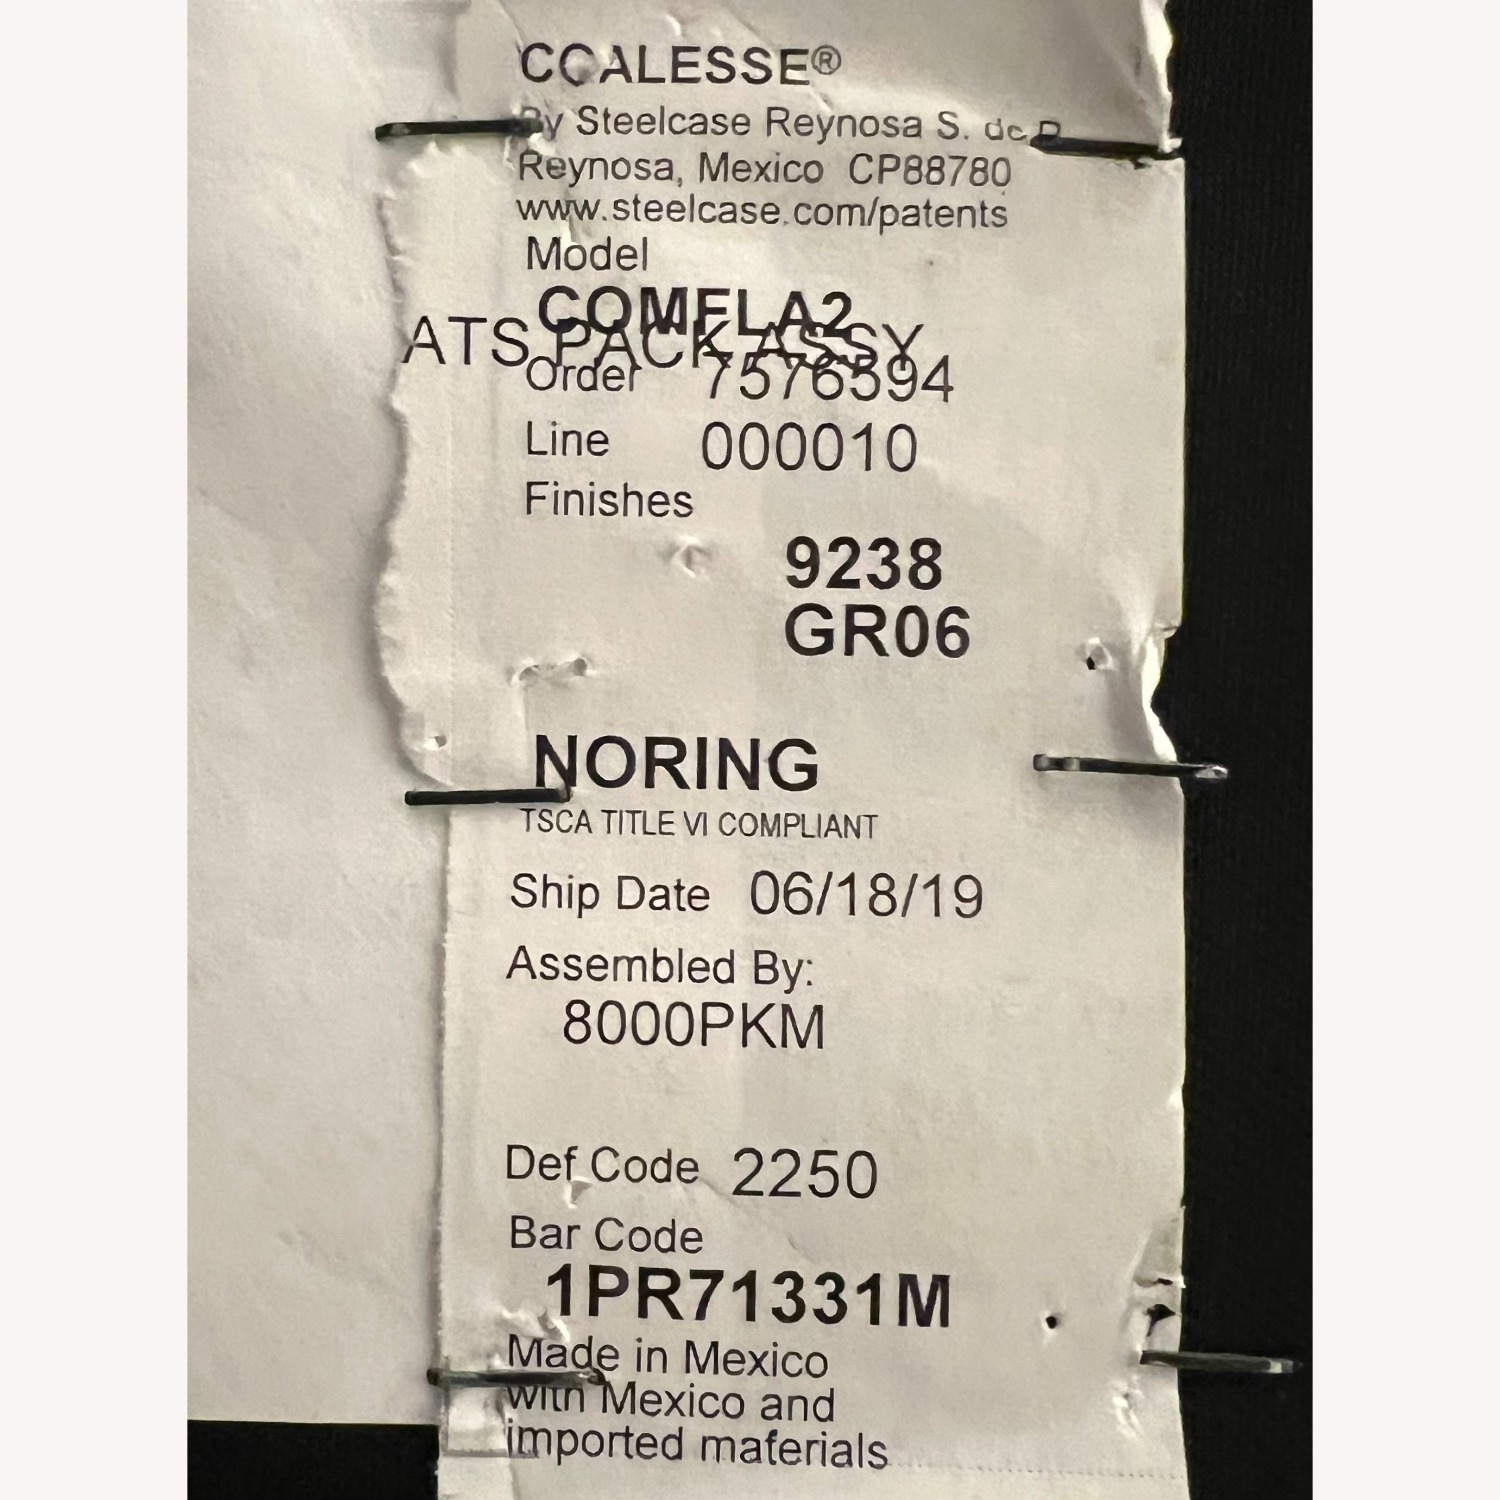 COALESSE®
By Steelcase Reynosa S. de R
Reynosa, Mexico CP88780
www.steelcase.com/patents
Model
COMFLA2
ATS PACK ASSY
Order 7576594
Line 000010
Finishes
9238
GR06
NORING
TSCA TITLE VI COMPLIANT
Ship Date 06/18/19
Assembled By:
8000PKM
Def Code 2250
Bar Code
1PR71331M
Made in Mexico
with Mexico and
imported materials